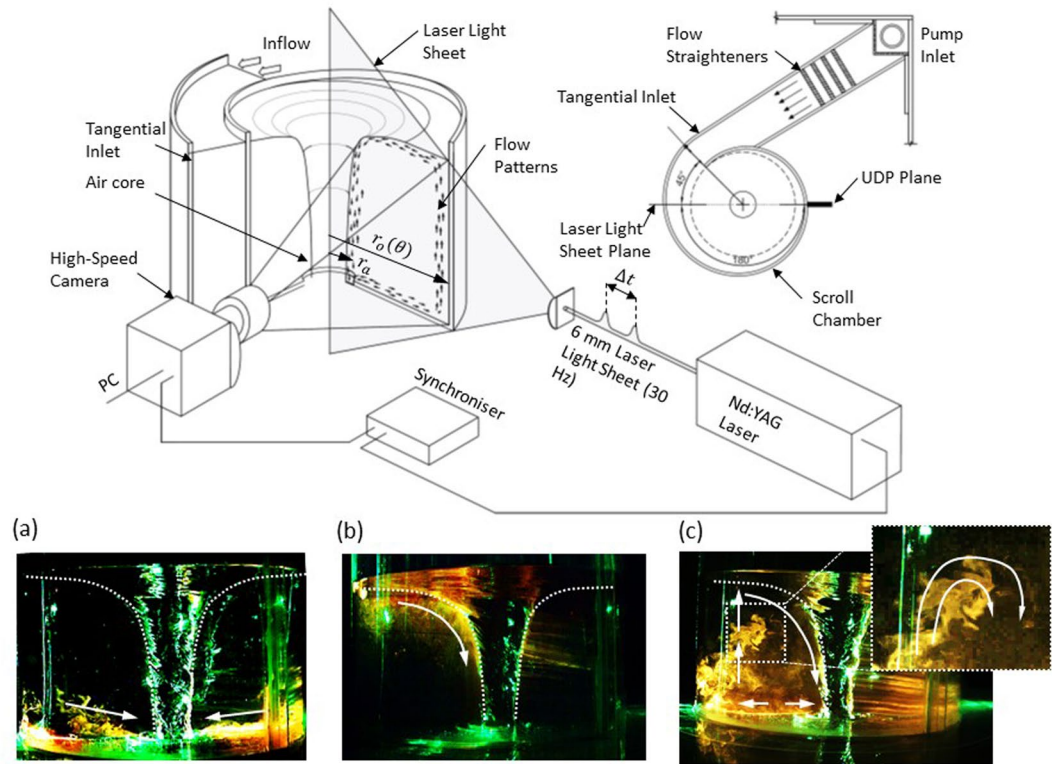 Inflow
Laser Light
Sheet
Tangential
Inlet
Air core
High-Speed
Camera
PC
Flow
Patterns
r_o(θ)
r_a
Synchroniser
6 mm Laser
Light Sheet (30
Hz)
Δt
Nd:YAG
Laser
Flow
Straighteners
Pump
Inlet
Tangential Inlet
45°
UDP Plane
Laser Light
Sheet Plane
180°
Scroll
Chamber
(a)
(b)
(c)